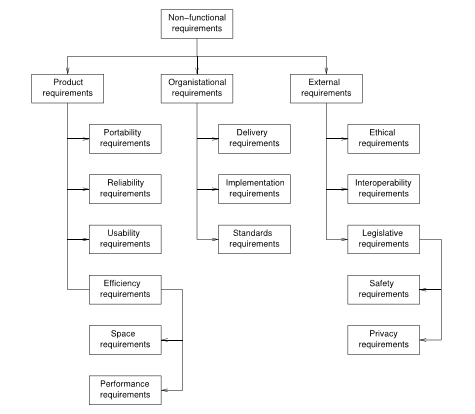 Non-functional
requirements
Product
requirements
Organistational
requirements
External
requirements
Portability
requirements
Delivery
requirements
Ethical
requirements
Reliability
requirements
Implementation
requirements
Interoperability
requirements
Usability
requirements
Standards
requirements
Legislative
requirements
Efficiency
requirements
Safety
requirements
Space
requirements
Privacy
requirements
Performance
requirements